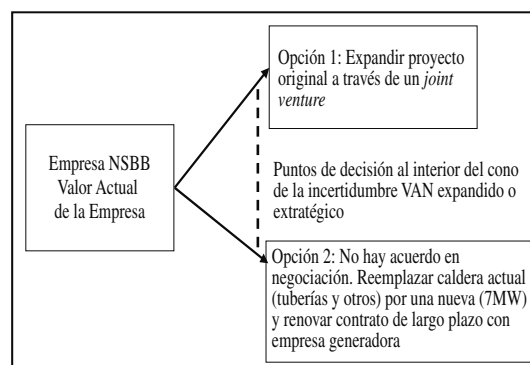 Opción 1: Expandir proyecto
original a través de un joint
venture
Empresa NSBB
Valor Actual
de la Empresa
Puntos de decisión al interior del cono
de la incertidumbre VAN expandido o
extratégico
Opción 2: No hay acuerdo en
negociación. Reemplazar caldera actual
(tuberías y otros) por una nueva (7MW)
y renovar contrato de largo plazo con
empresa generadora